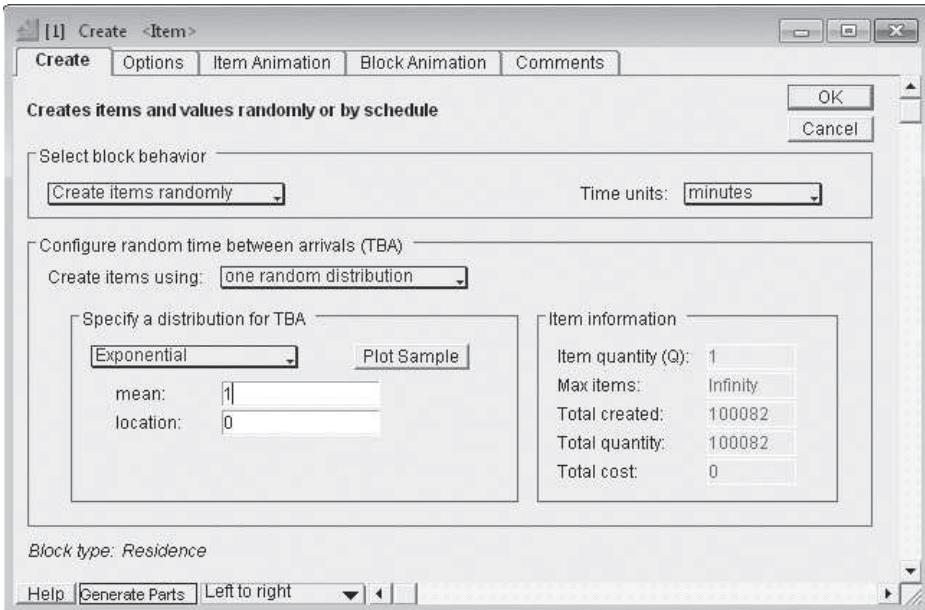 [1] Create <Item>
Create Options Item Animation Block Animation Comments
Creates items and values randomly or by schedule
OK
Cancel
Select block behavior
Create items randomly
Time units: minutes
Configure random time between arrivals (TBA)
Create items using: one random distribution
Specify a distribution for TBA
Exponential
Plot Sample
mean: 1
location: 0
Item information
Item quantity (Q): 1
Max items: Infinity
Total created: 100082
Total quantity: 100082
Total cost: 0
Block type: Residence
Help Generate Parts Left to right